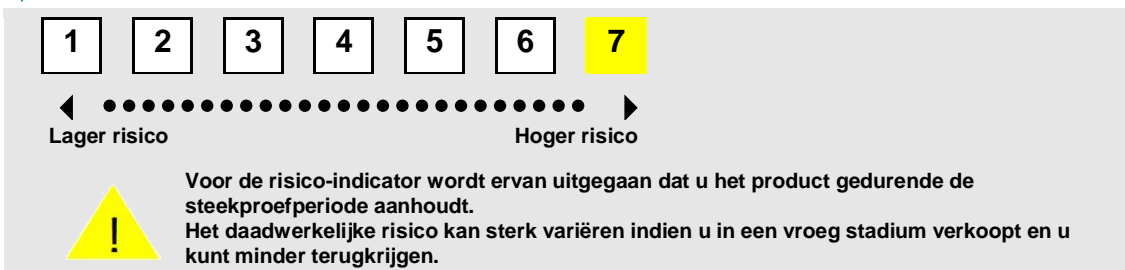 1 2 3 4 5 6 7
Lager risico Hoger risico
!
Voor de risico-indicator wordt ervan uitgegaan dat u het product gedurende de
steekproefperiode aanhoudt.
Het daadwerkelijke risico kan sterk variëren indien u in een vroeg stadium verkoopt en u
kunt minder terugkrijgen.